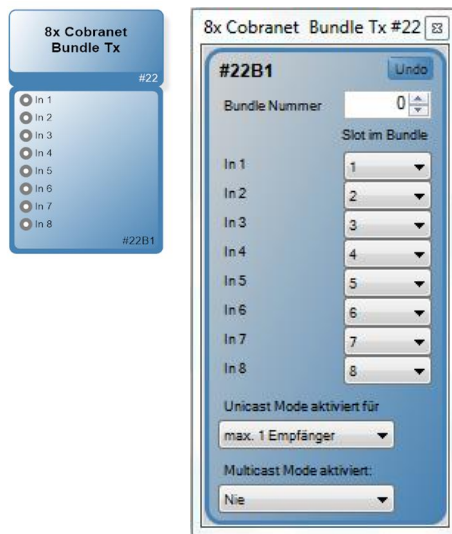 8x Cobranet
Bundle Tx
#22
In 1
In 2
In 3
In 4
In 5
In 6
In 7
In 8
#22B1
8x Cobranet Bundle Tx #22
#22B1 Undo
Bundle Nummer 0
Slot im Bundle
In 1 1
In 2 2
In 3 3
In 4 4
In 5 5
In 6 6
In 7 7
In 8 8
Unicast Mode aktiviert für
max. 1 Empfänger
Multicast Mode aktiviert:
Nie